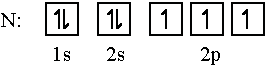 N: ⥮ ⥮ ↿ ↿ ↿
1s 2s 2p